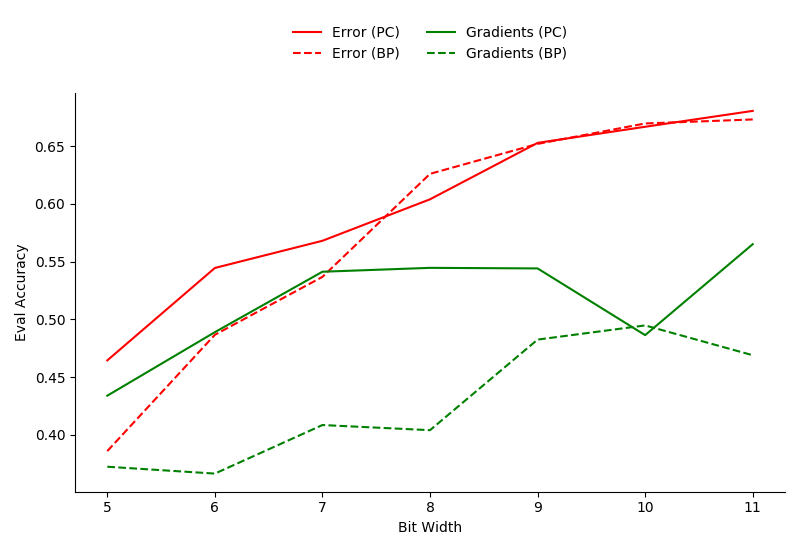 Error (PC)
Error (BP)
Gradients (PC)
Gradients (BP)
Eval Accuracy
0.65
0.60
0.55
0.50
0.45
0.40
5 6 7 8 9 10 11
Bit Width